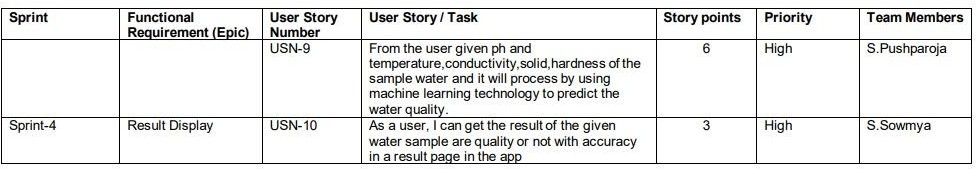 Sprint Functional Requirement (Epic) User Story Number User Story / Task Story points Priority Team Members
USN-9 From the user given ph and 6 High S.Pushparoja
temperature,conductivity,solid,hardness of the
sample water and it will process by using
machine learning technology to predict the
water quality.
Sprint-4 Result Display USN-10 As a user, I can get the result of the given 3 High S.Sowmya
water sample are quality or not with accuracy
in a result page in the app